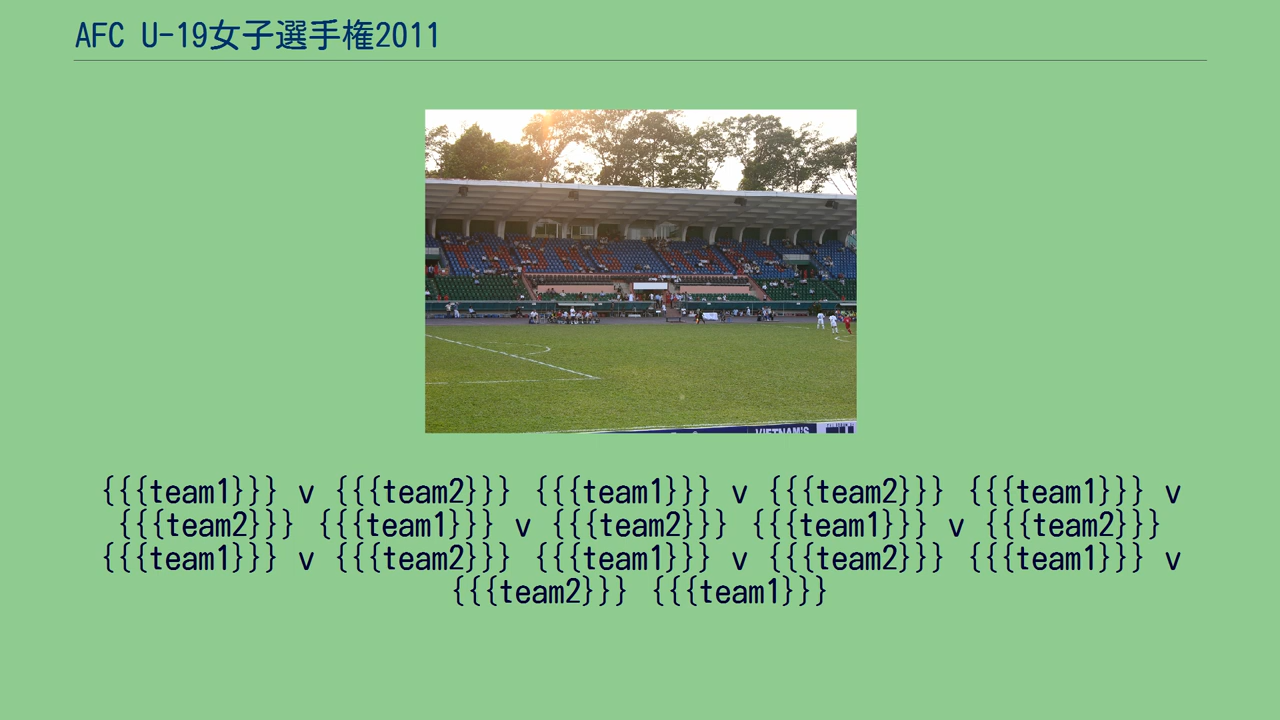 AFC U-19女子選手権2011
VIETNAM'S
{{{team1}}} v {{{team2}}} {{{team1}}} v {{{team2}}} {{{team1}}} v
{{{team2}}} {{{team1}}} v {{{team2}}} {{{team1}}} v {{{team2}}}
{{{team1}}} v {{{team2}}} {{{team1}}} v {{{team2}}} {{{team1}}} v
{{{team2}}} {{{team1}}}